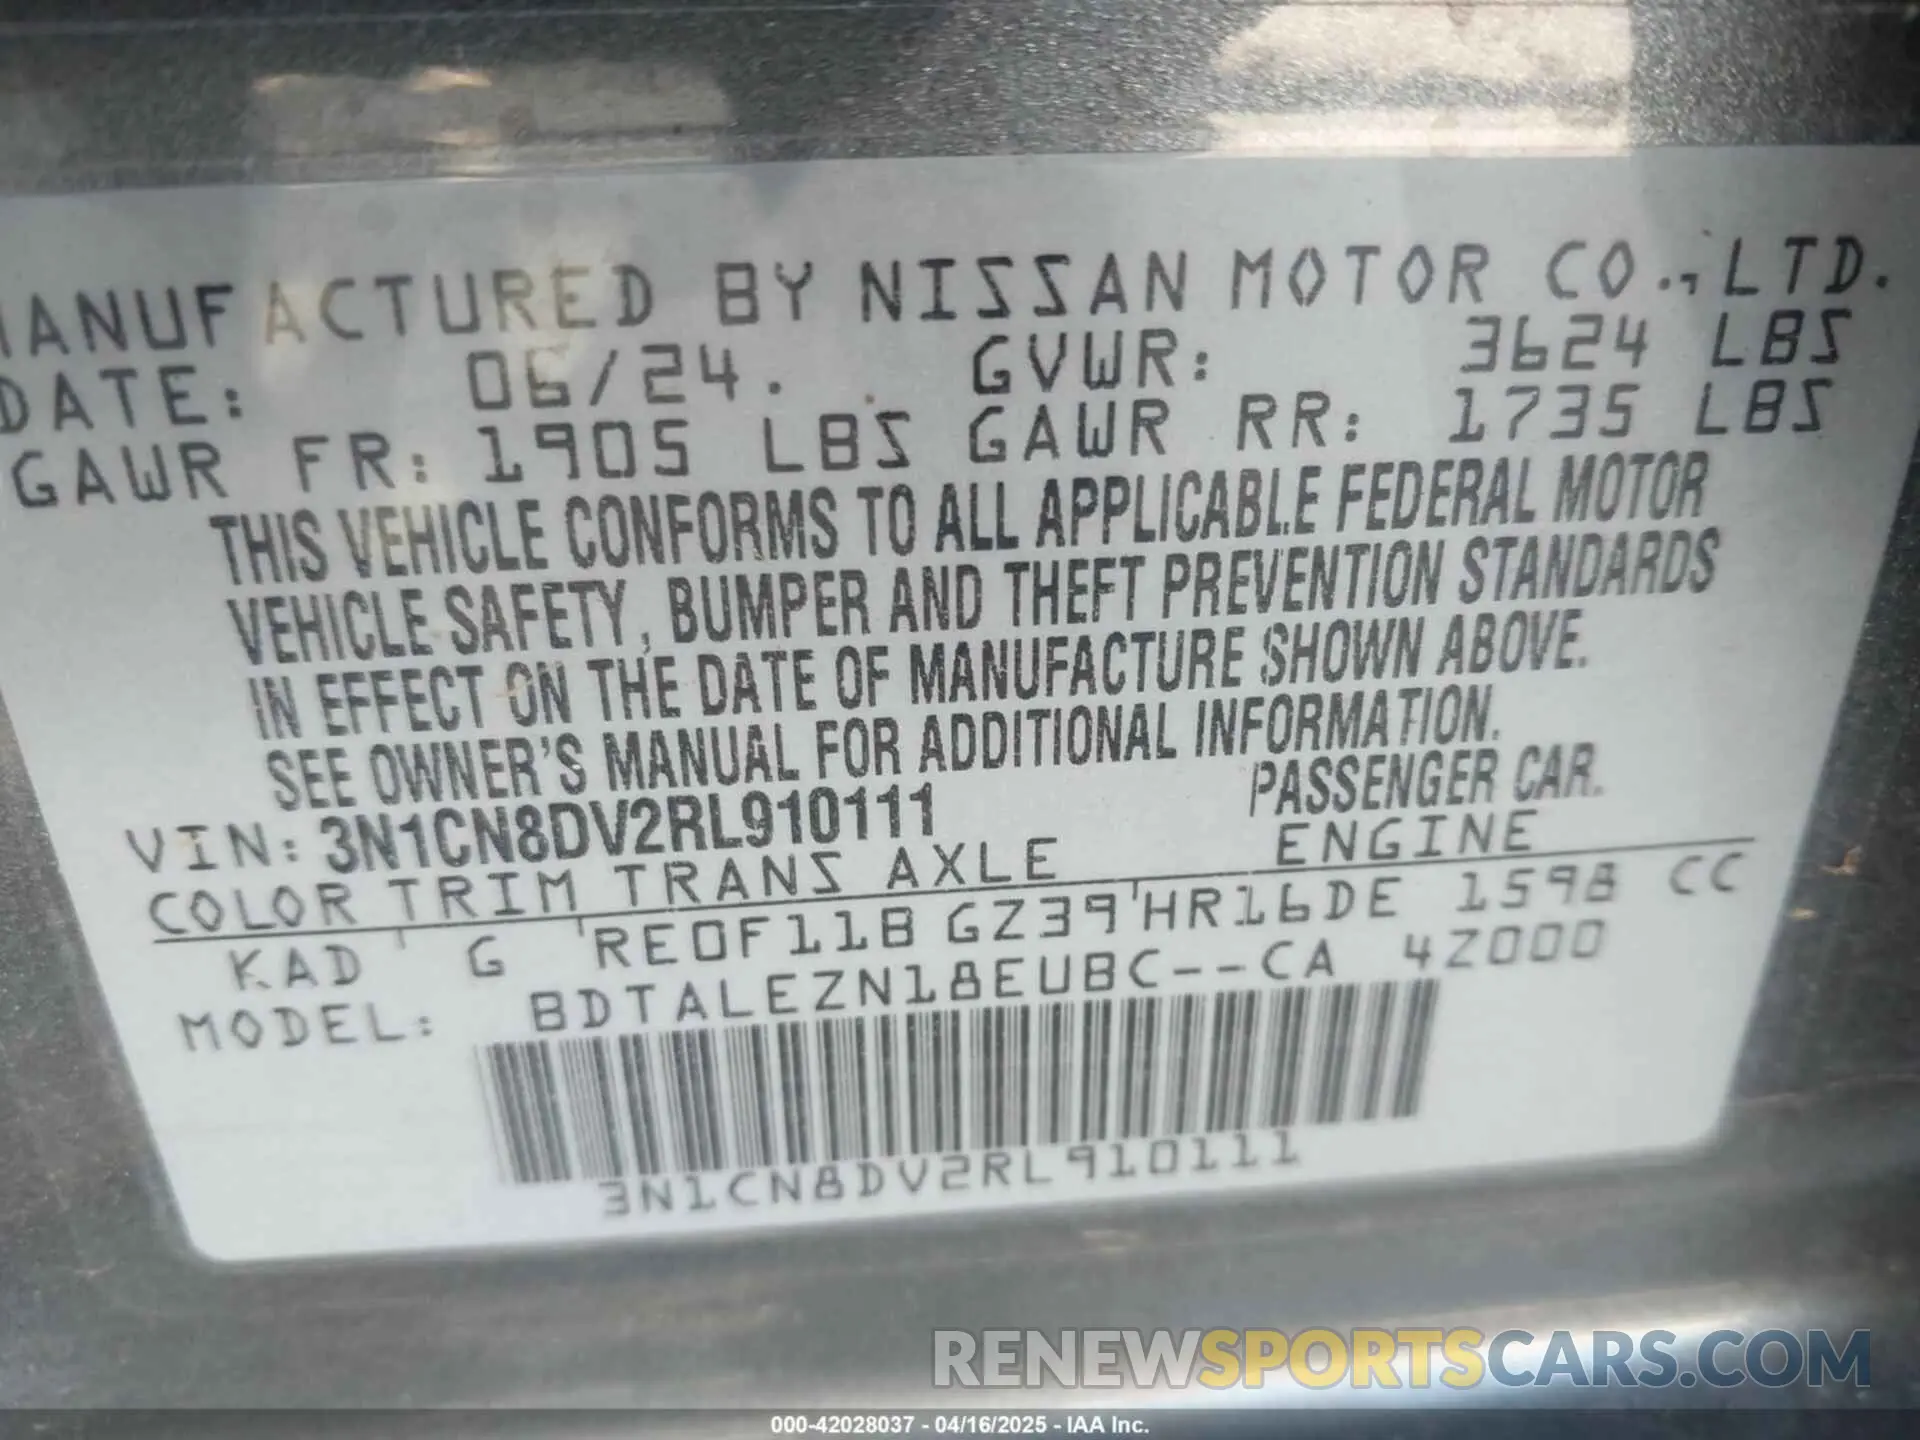 MANUFACTURED BY NISSAN MOTOR CO., LTD.
DATE: 06/24. GVWR: 3624 LBS
GAWR FR: 1905 LBS GAWR RR: 1735 LBS
THIS VEHICLE CONFORMS TO ALL APPLICABLE FEDERAL MOTOR
VEHICLE SAFETY, BUMPER AND THEFT PREVENTION STANDARDS
IN EFFECT ON THE DATE OF MANUFACTURE SHOWN ABOVE.
SEE OWNER'S MANUAL FOR ADDITIONAL INFORMATION.
VIN: 3N1CN8DV2RL910111 PASSENGER CAR.
COLOR TRIM TRANS AXLE ENGINE
KAD G RE0F11B GZ39 HR16DE 1598 CC
MODEL: BDTALEZN18EUBC--CA 4Z000
3N1CN8DV2RL910111
RENEWSPORTSCARS.COM
000-42028037 - 04/16/2025 - IAA Inc.